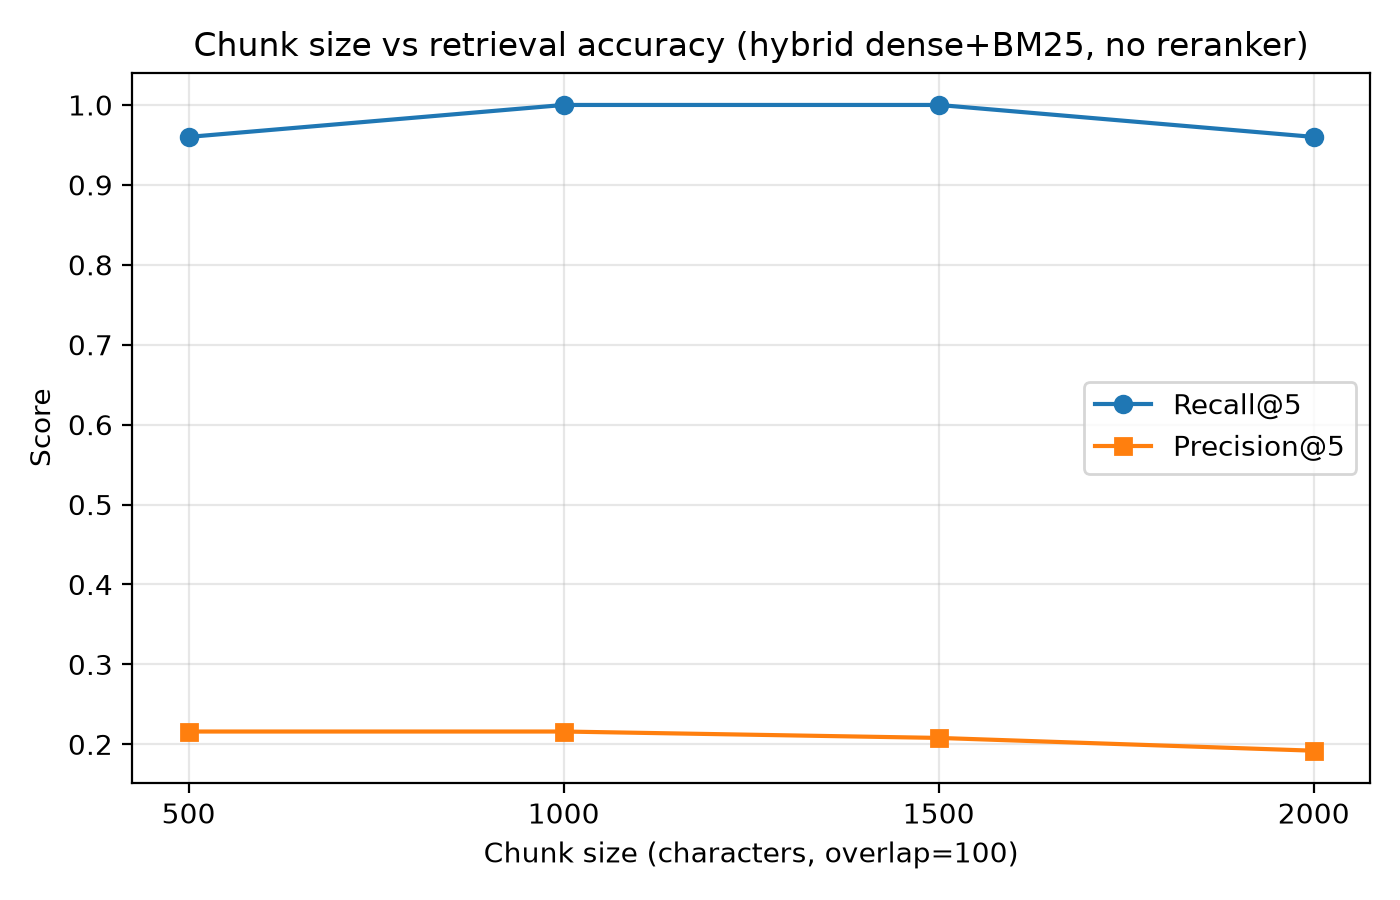 Chunk size vs retrieval accuracy (hybrid dense+BM25, no reranker)
1.0
0.9
0.8
0.7
0.6
0.5
0.4
0.3
0.2
Score
Recall@5
Precision@5
500 1000 1500 2000
Chunk size (characters, overlap=100)